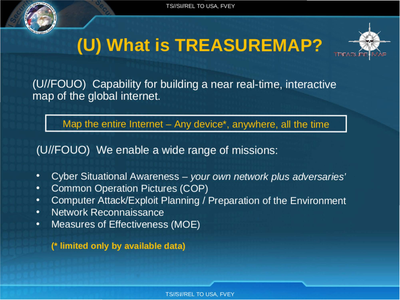 TS//SI//REL TO USA, FVEY
(U) What is TREASUREMAP?
TREASUREMAP
(U//FOUO) Capability for building a near real-time, interactive
map of the global internet.
Map the entire Internet – Any device*, anywhere, all the time
(U//FOUO) We enable a wide range of missions:
• Cyber Situational Awareness – your own network plus adversaries'
• Common Operation Pictures (COP)
• Computer Attack/Exploit Planning / Preparation of the Environment
• Network Reconnaissance
• Measures of Effectiveness (MOE)
(* limited only by available data)
TS//SI//REL TO USA, FVEY